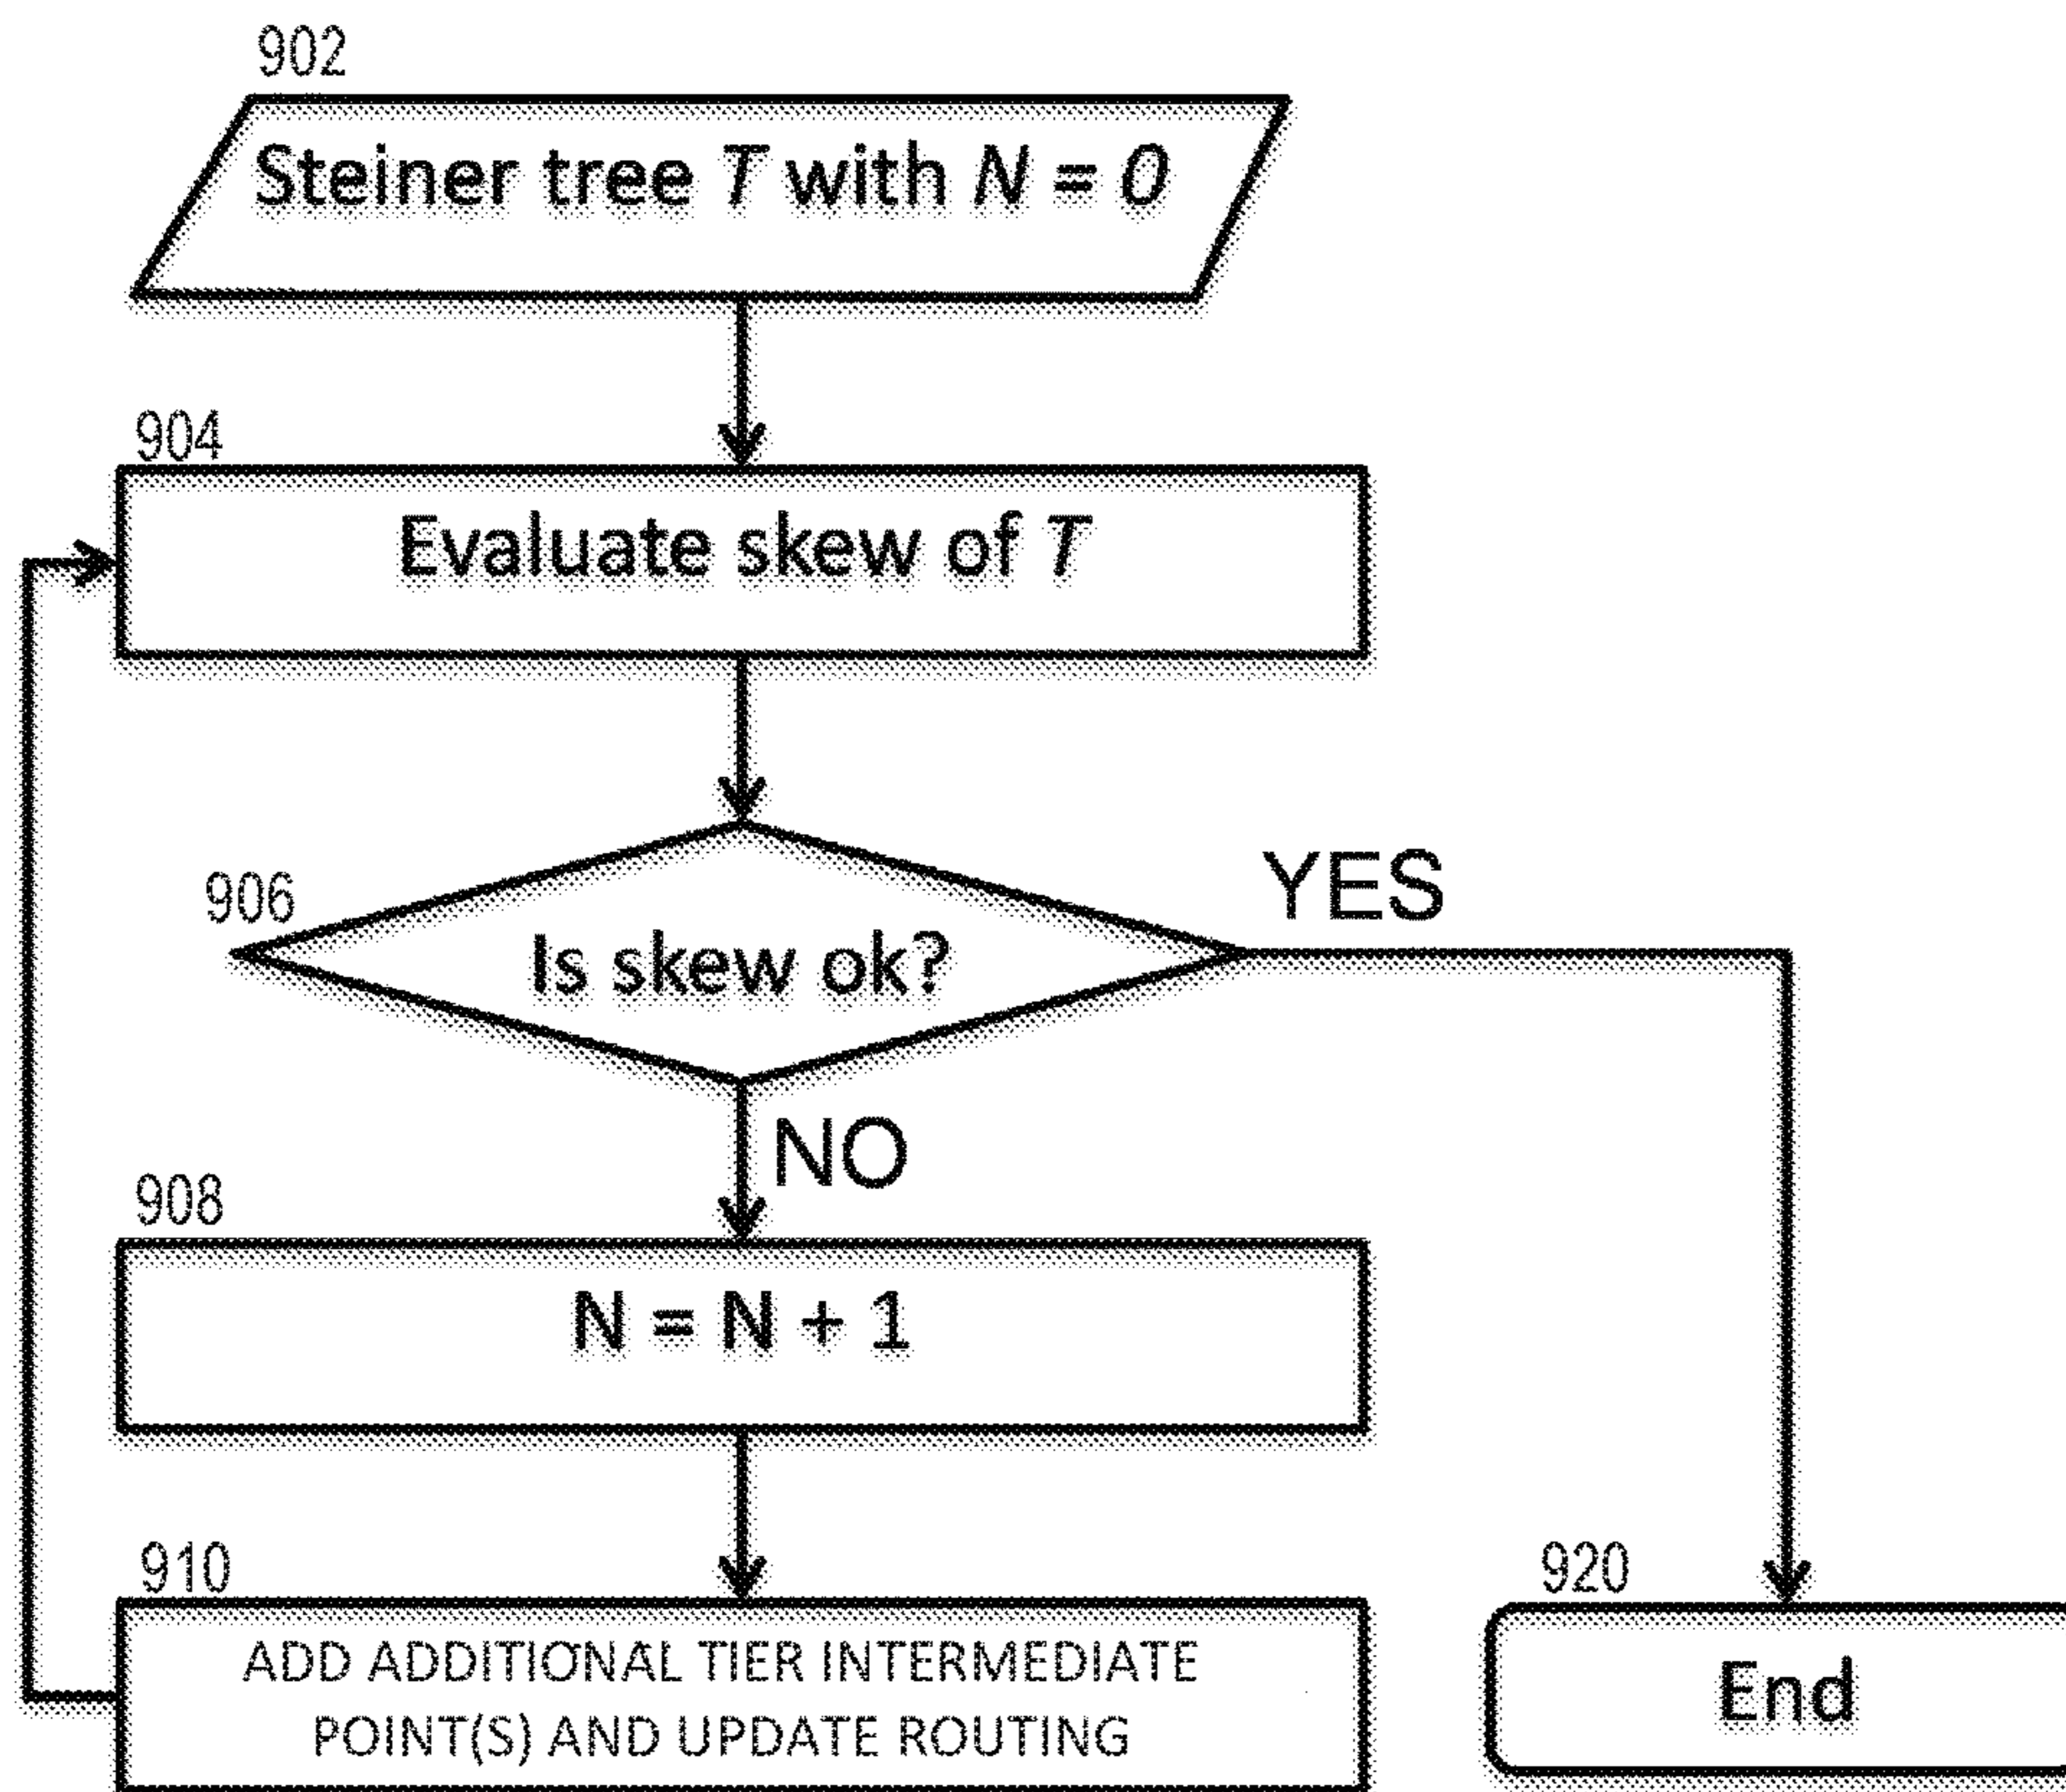 902
Steiner tree T with N = 0
904
Evaluate skew of T
906
Is skew ok?
YES
NO
908
N = N + 1
910
ADD ADDITIONAL TIER INTERMEDIATE
POINT(S) AND UPDATE ROUTING
920
End